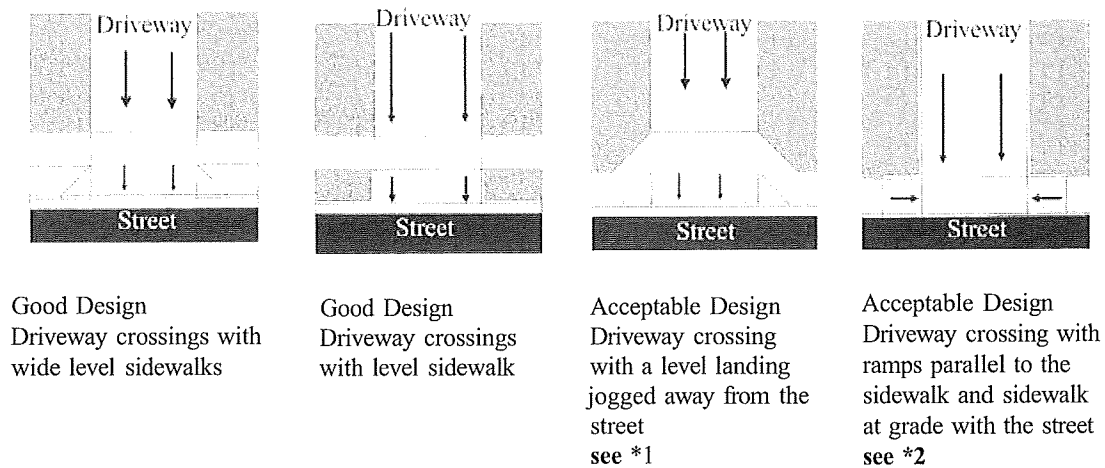 Driveway
Street
Good Design
Driveway crossings with
wide level sidewalks
Driveway
Street
Good Design
Driveway crossings
with level sidewalk
Driveway
Street
Acceptable Design
Driveway crossing
with a level landing
jogged away from the
street
see *1
Driveway
Street
Acceptable Design
Driveway crossing with
ramps parallel to the
sidewalk and sidewalk
at grade with the street
see *2